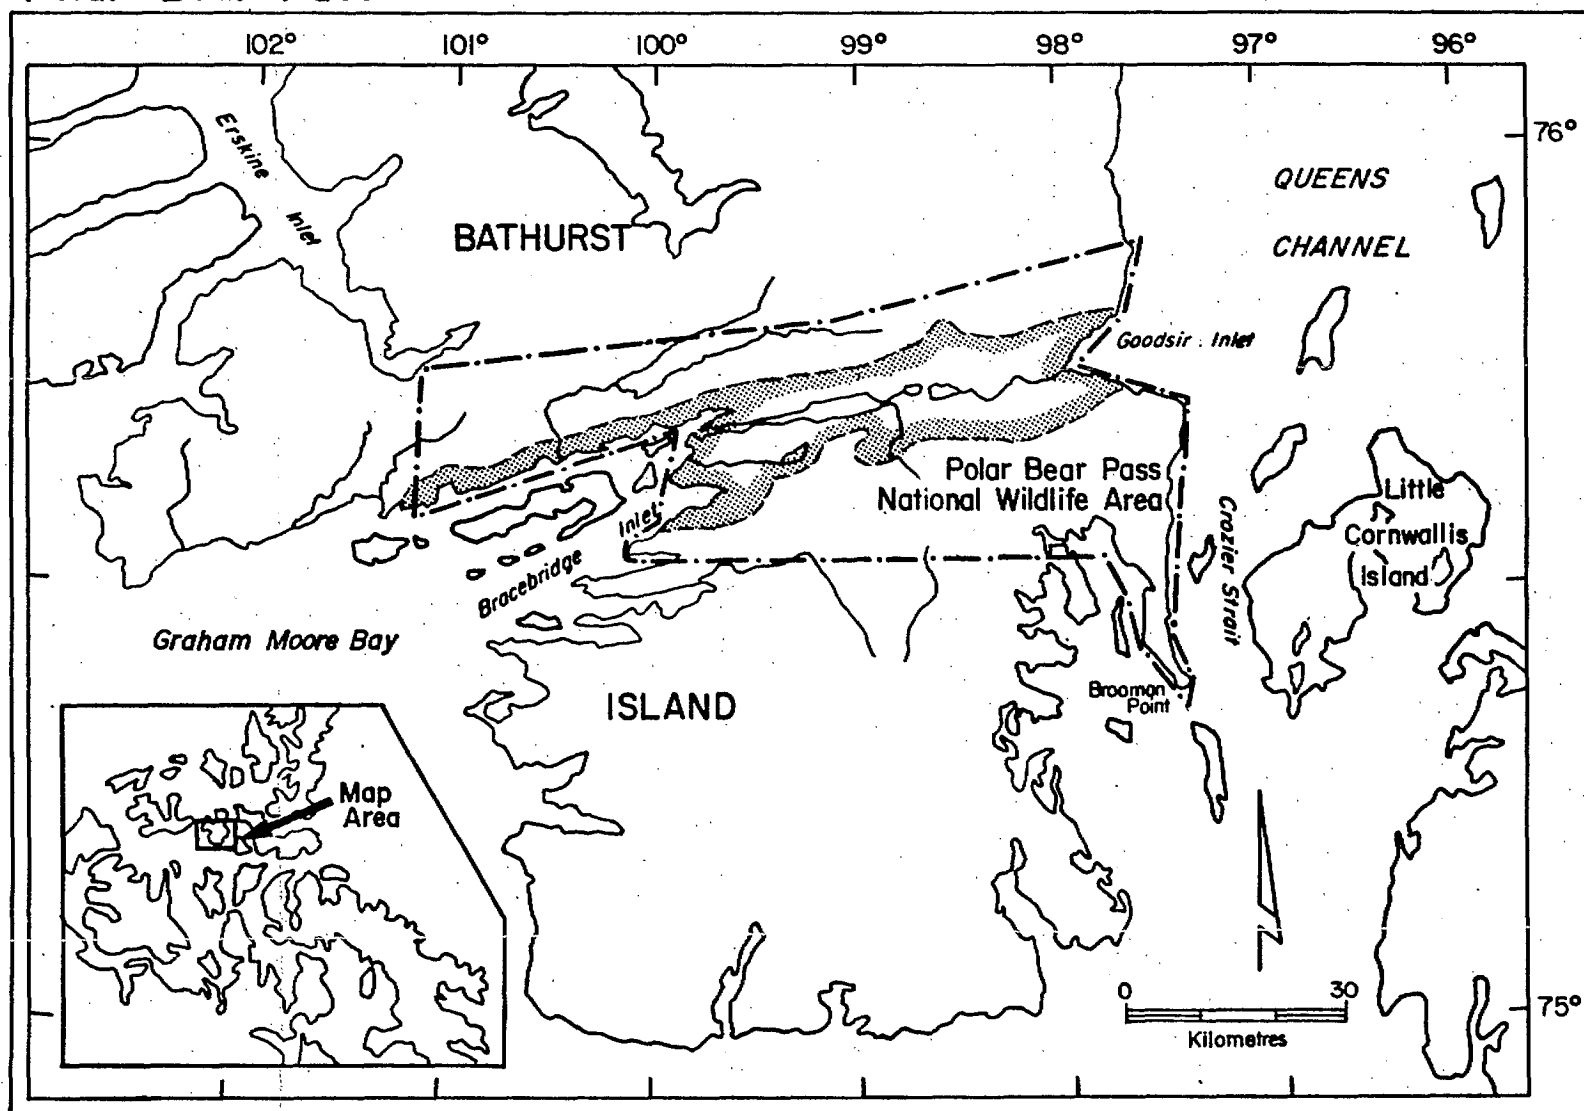 102° 101° 100° 99° 98° 97° 96°
76°
Erskine
Inlet
QUEENS
CHANNEL
BATHURST
Goodsir Inlet
Polar Bear Pass
National Wildlife Area
Little
Cornwallis
Island
Crozier Strait
Inlet
Bracebridge
Graham Moore Bay
ISLAND
Brooman
Point
Map
Area
N
75°
0 30
Kilometres